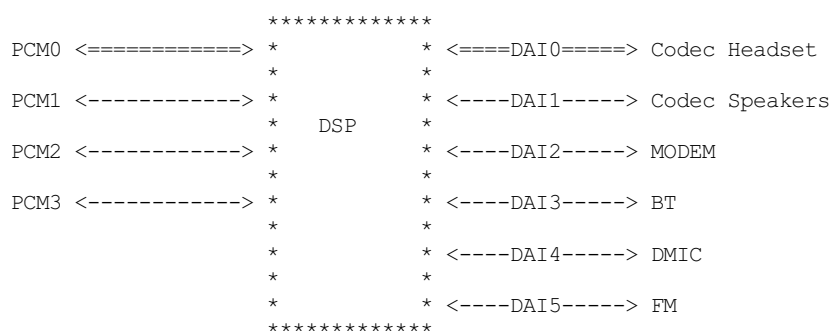 *************
PCM0 <============> *           * <====DAI0=====> Codec Headset
                    *           *
PCM1 <------------> *           * <----DAI1-----> Codec Speakers
                    *   DSP     *
PCM2 <------------> *           * <----DAI2-----> MODEM
                    *           *
PCM3 <------------> *           * <----DAI3-----> BT
                    *           *
                    *           * <----DAI4-----> DMIC
                    *           *
                    *           * <----DAI5-----> FM
                    *************